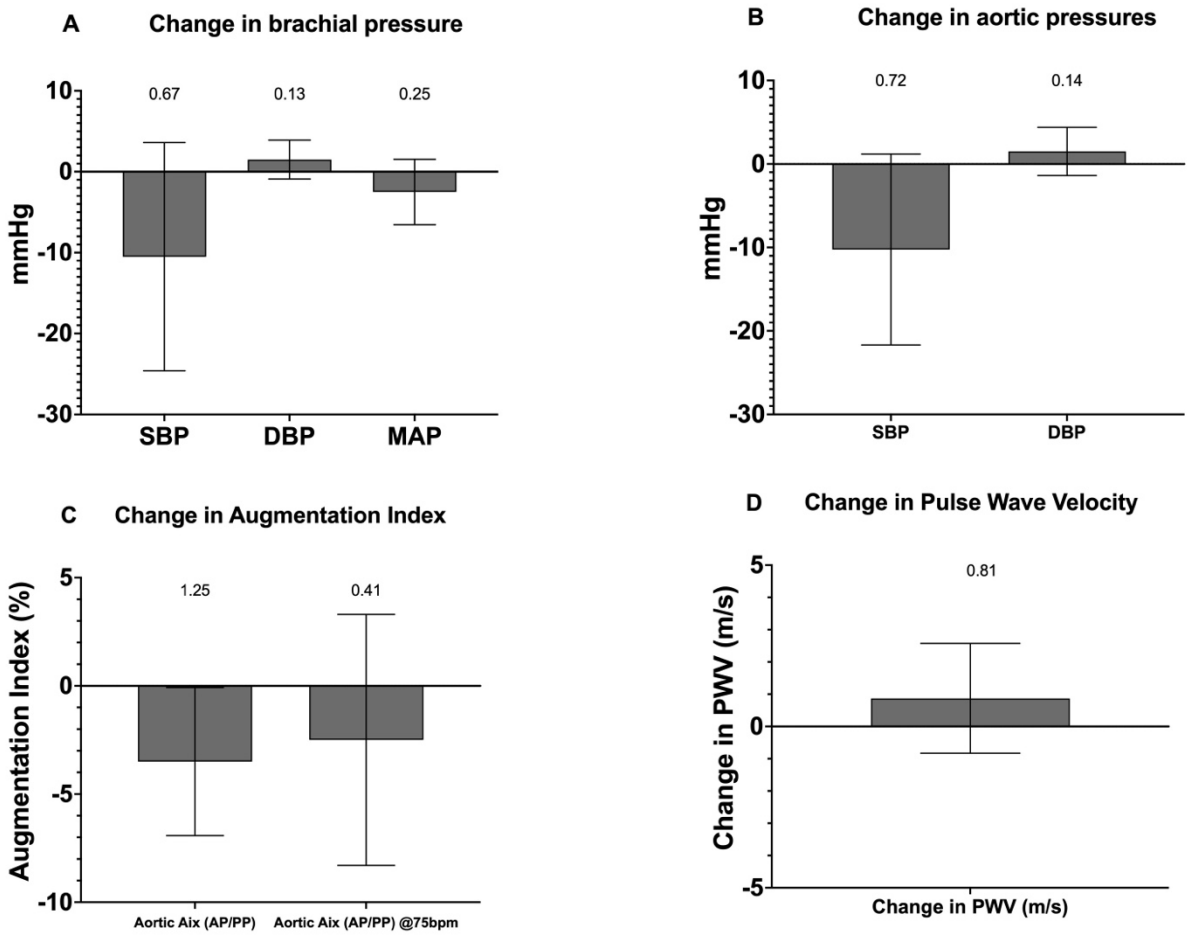 A Change in brachial pressure
10
0.67 0.13 0.25
0
mmHg
-10
-20
-30
SBP DBP MAP
B Change in aortic pressures
10
0.72 0.14
0
mmHg
-10
-20
-30
SBP DBP
C Change in Augmentation Index
5
1.25 0.41
Augmentation Index (%)
0
-5
-10
Aortic Aix (AP/PP) Aortic Aix (AP/PP) @75bpm
D Change in Pulse Wave Velocity
5
0.81
Change in PWV (m/s)
0
-5
Change in PWV (m/s)